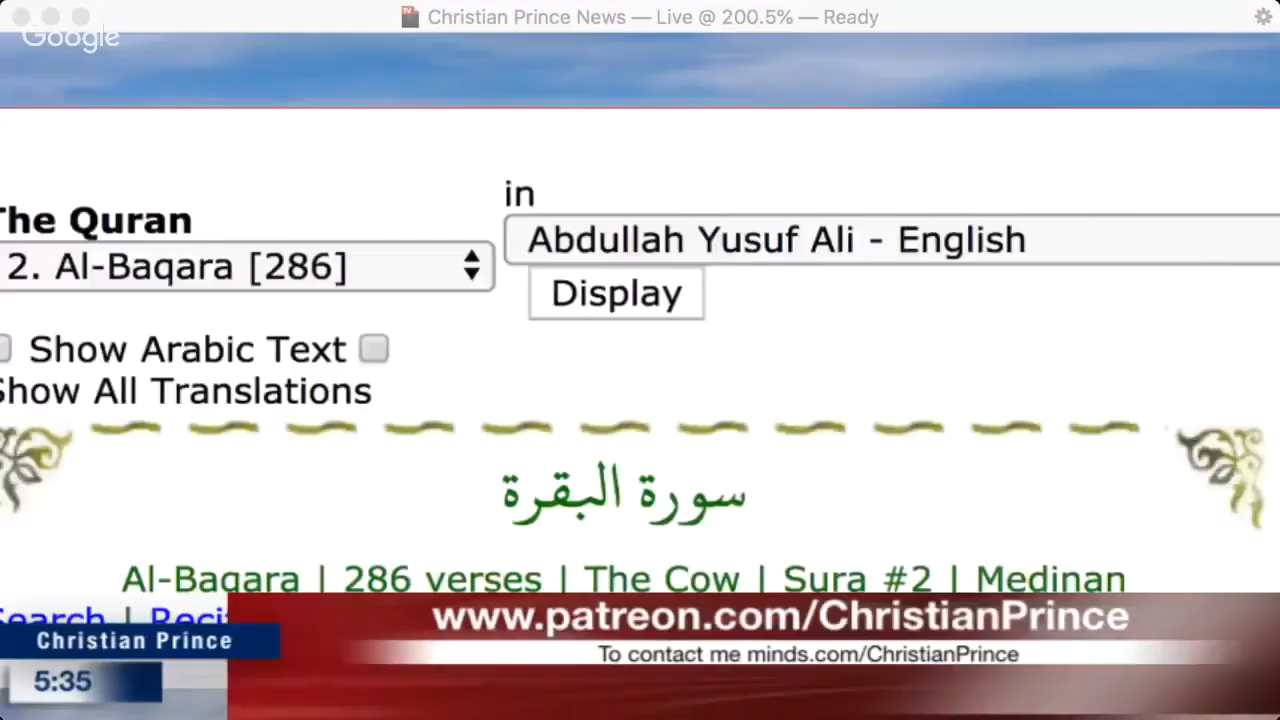 Christian Prince News — Live @ 200.5% — Ready
Google
in
The Quran
Abdullah Yusuf Ali - English
2. Al-Baqara [286]
Display
Show Arabic Text
Show All Translations
سورة البقرة
Al-Baqara | 286 verses | The Cow | Sura #2 | Medinan
Search |
www.patreon.com/ChristianPrince
Christian Prince
To contact me minds.com/ChristianPrince
5:35